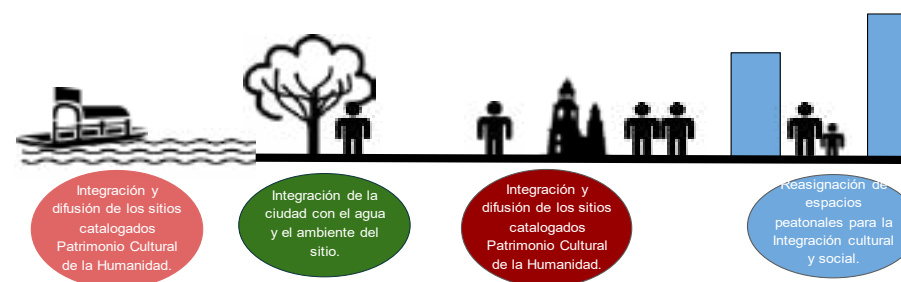 Integración y
difusión de los sitios
catalogados
Patrimonio Cultural
de la Humanidad.
Integración de la
ciudad con el agua
y el ambiente del
sitio.
Integración y
difusión de los sitios
catalogados
Patrimonio Cultural
de la Humanidad.
Reasignación de
espacios
peatonales para la
Integración cultural
y social.